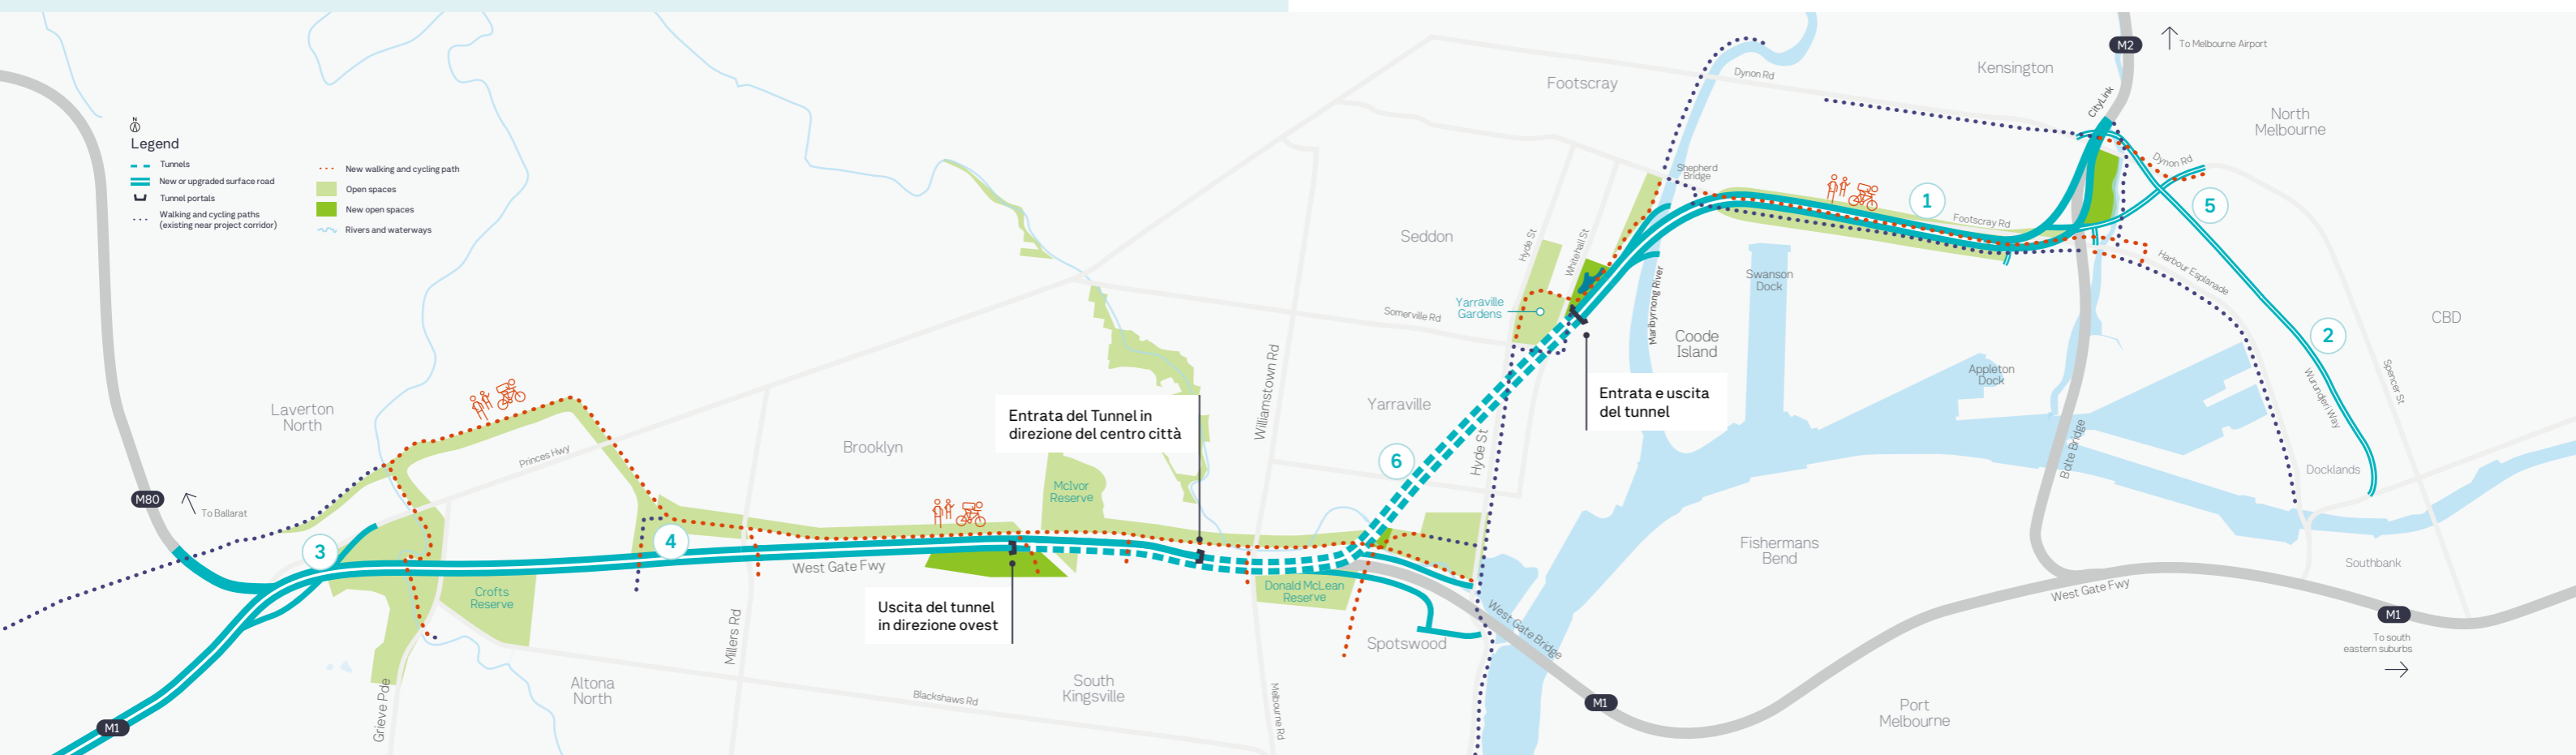 N
Legend
Tunnels
New or upgraded surface road
Tunnel portals
Walking and cycling paths
(existing near project corridor)
New walking and cycling path
Open spaces
New open spaces
Rivers and waterways
M2
To Melbourne Airport
Kensington
Footscray
Dynon Rd
CityLink
North
Melbourne
Dynon Rd
Shepherd
Bridge
1
5
Footscray Rd
Seddon
Hyde St
Whitehall St
Harbour Esplanade
Swanson
Dock
Yarraville
Gardens
Somerville Rd
Maribyrnong River
Coode
Island
CBD
2
Appleton
Dock
Spencer St
Wurundjeri Way
Entrata e uscita
del tunnel
Williamstown Rd
Yarraville
Laverton
North
Entrata del Tunnel in
direzione del centro città
Brooklyn
Princes Hwy
Hyde St
6
Bolte Bridge
Docklands
McIvor
Reserve
M80
To Ballarat
3
4
West Gate Fwy
Fishermans
Bend
Southbank
Crofts
Reserve
Donald McLean
Reserve
West Gate Fwy
M1
Uscita del tunnel
in direzione ovest
Millers Rd
West Gate Bridge
Spotswood
To south
eastern suburbs
Altona
North
South
Kingsville
Blackshaws Rd
Grieve Pde
Melbourne Rd
M1
M1
Port
Melbourne